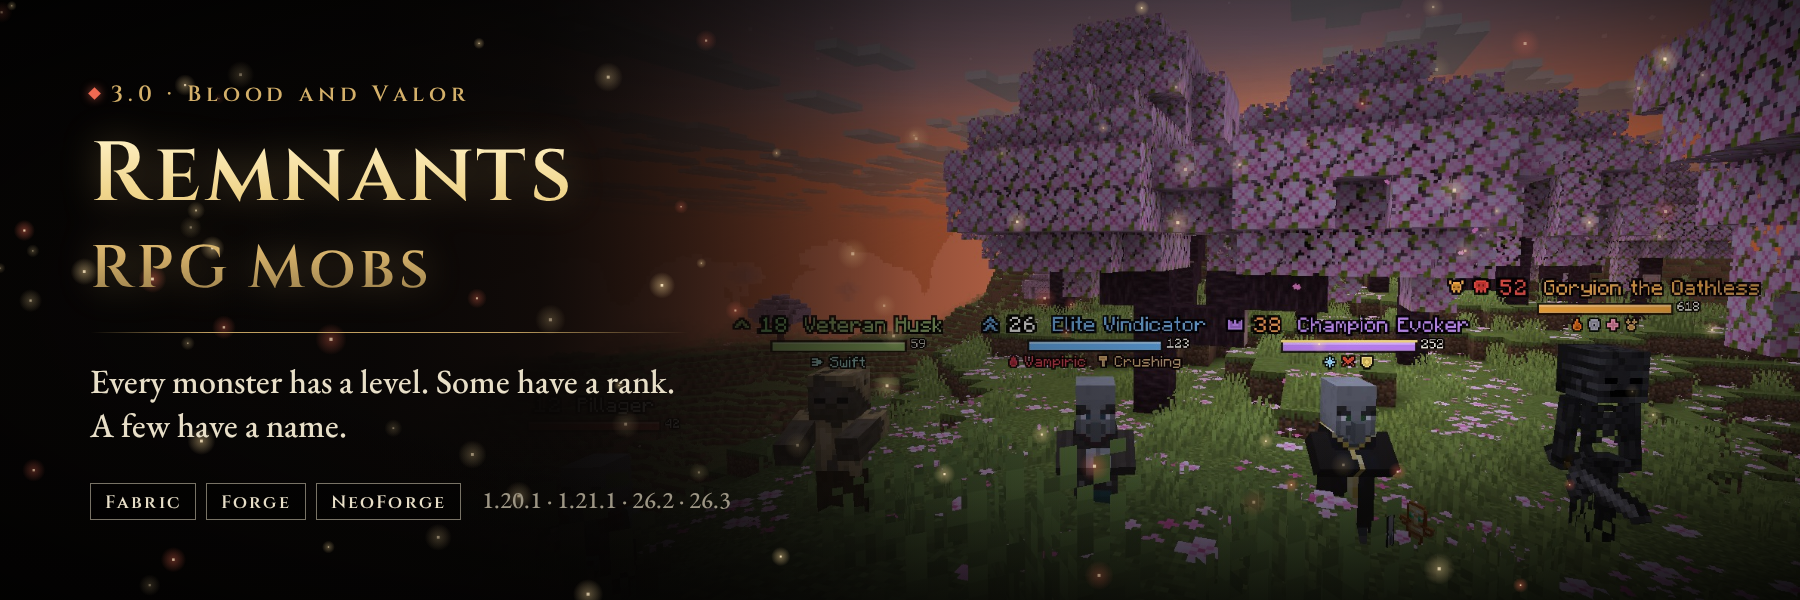 3.0 · Blood and Valor
Remnants
RPG Mobs
Every monster has a level. Some have a rank.
A few have a name.
Fabric Forge NeoForge 1.20.1 · 1.21.1 · 26.2 · 26.3
Pillager
42
18 Veteran Husk
59
Swift
26 Elite Vindicator
123
Vampiric Crushing
38 Champion Evoker
252
52 Goryion the Oathless
618